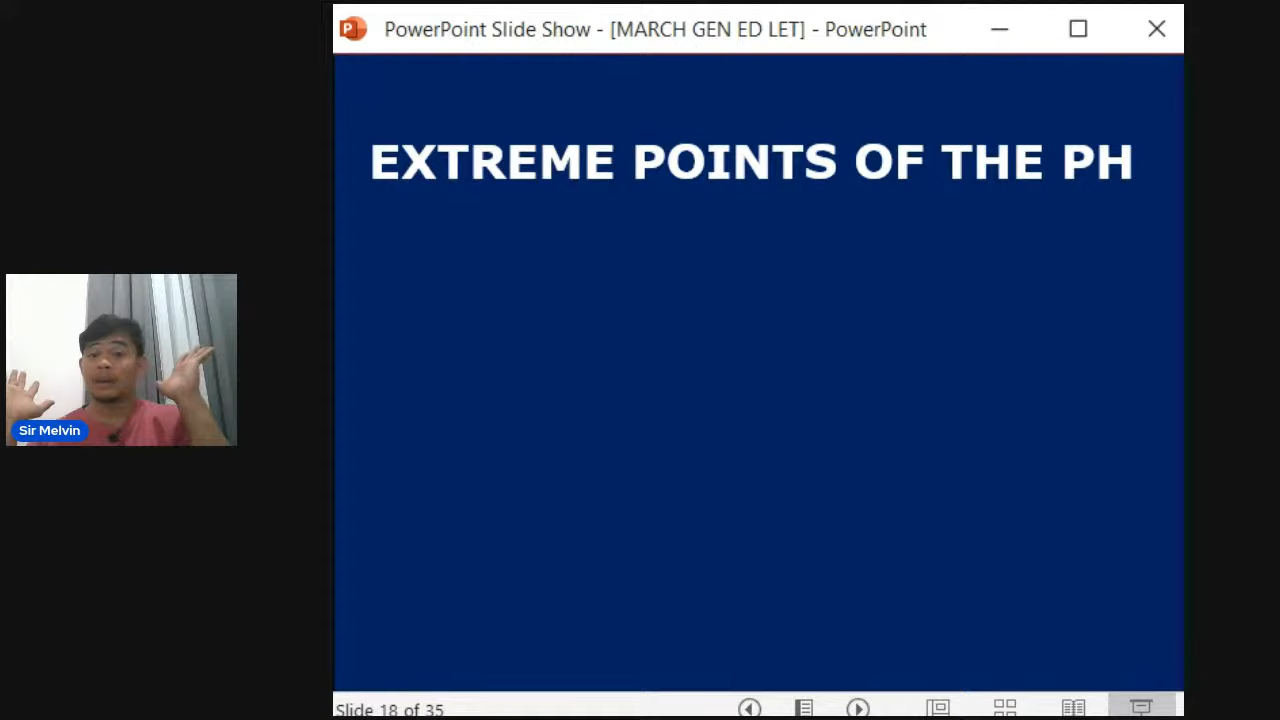 PowerPoint Slide Show - [MARCH GEN ED LET] - PowerPoint
EXTREME POINTS OF THE PH
Sir Melvin
Slide 18 of 35